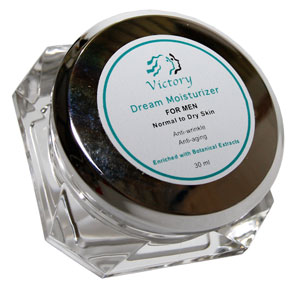 Victory
Dream Moisturizer
FOR MEN
Normal to Dry Skin
Anti-wrinkle
Anti-aging
Enriched with Botanical Extracts
30 ml